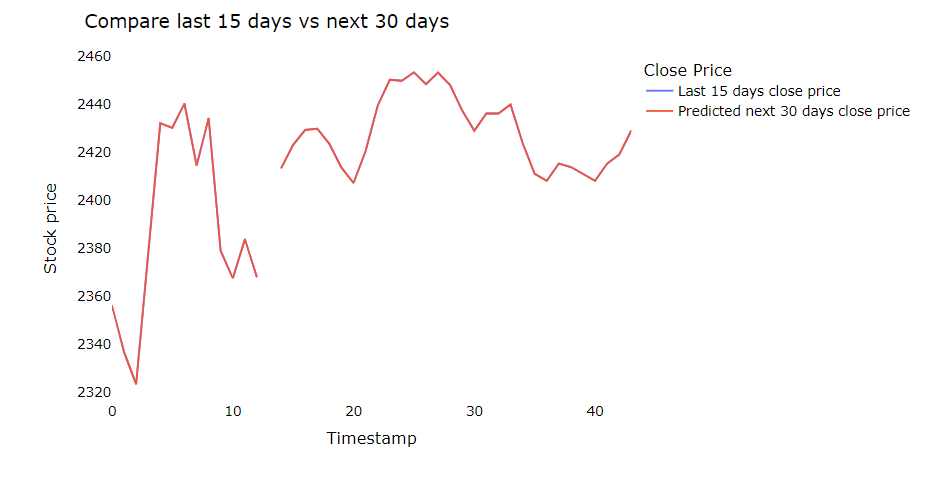 Compare last 15 days vs next 30 days
2460
2440
2420
2400
2380
2360
2340
2320
Stock price
0 10 20 30 40
Timestamp
Close Price
Last 15 days close price
Predicted next 30 days close price